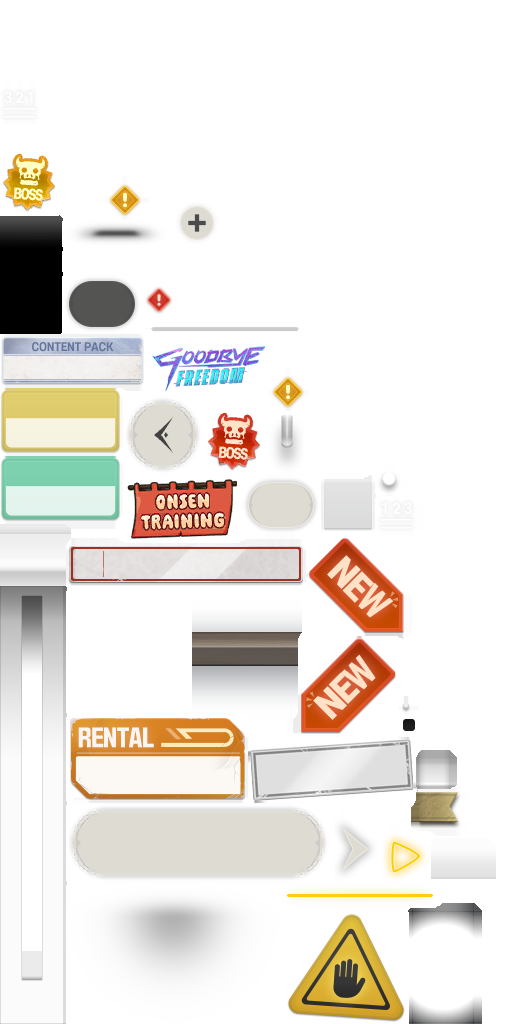 321
BOSS
CONTENT PACK
GOODBYE
FREEDOM
BOSS
ONSEN
TRAINING
123
NEW
NEW
RENTAL